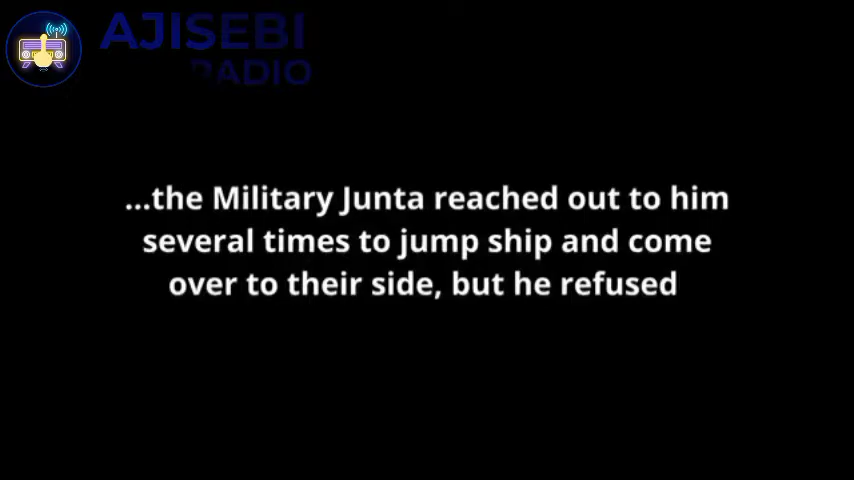 AJISEBI
RADIO
...the Military Junta reached out to him
several times to jump ship and come
over to their side, but he refused